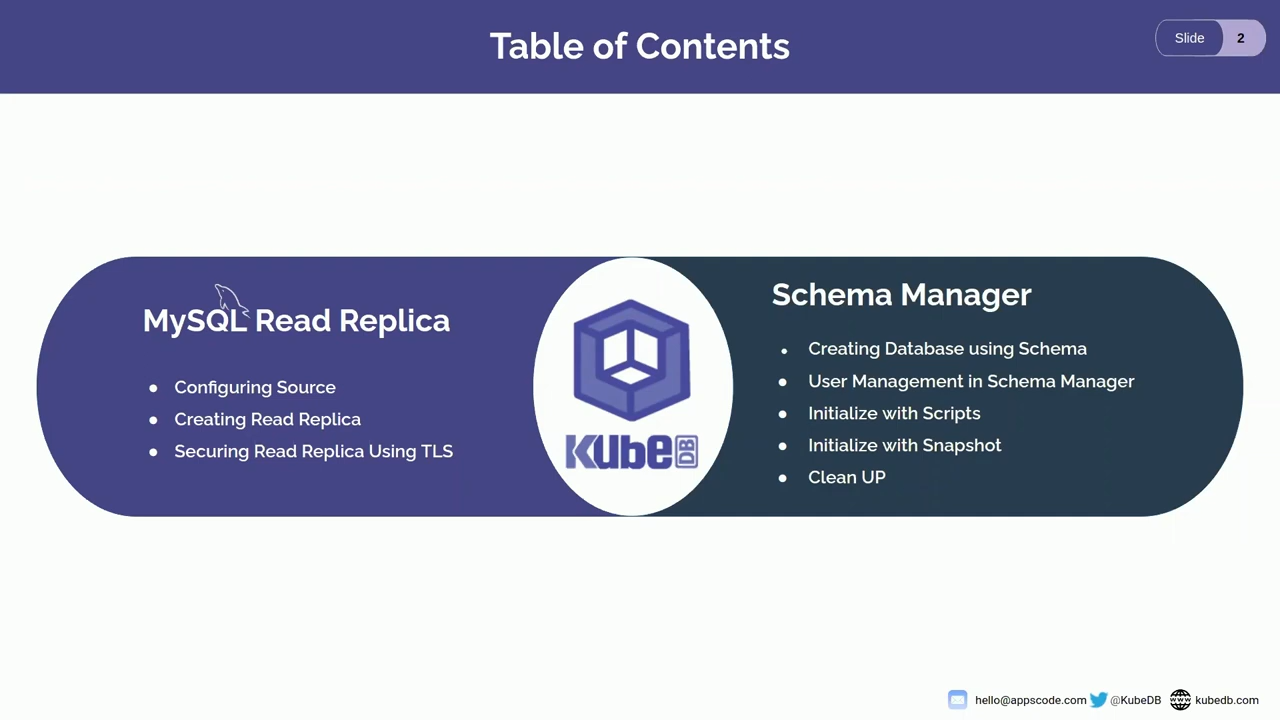 Table of Contents
Slide 2
MySQL Read Replica
● Configuring Source
● Creating Read Replica
● Securing Read Replica Using TLS
KubeDB
Schema Manager
● Creating Database using Schema
● User Management in Schema Manager
● Initialize with Scripts
● Initialize with Snapshot
● Clean UP
hello@appscode.com @KubeDB WWW kubedb.com